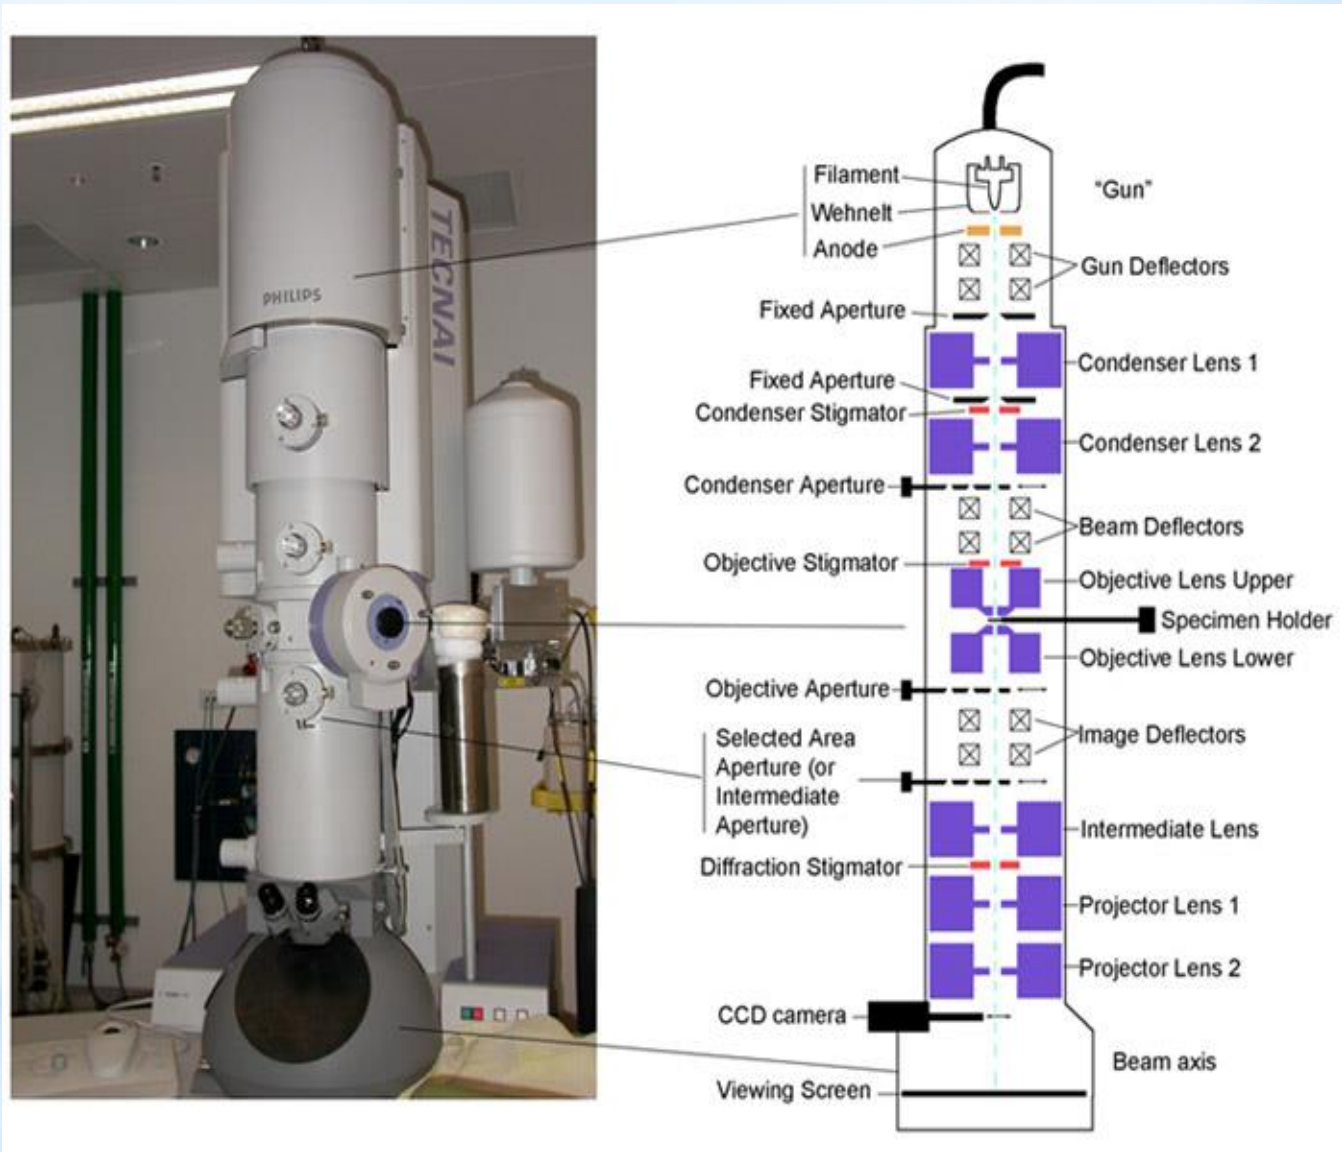 PHILIPS
TECNAI
Filament
Wehnelt
Anode
"Gun"
Gun Deflectors
Fixed Aperture
Condenser Lens 1
Fixed Aperture
Condenser Stigmator
Condenser Lens 2
Condenser Aperture
Beam Deflectors
Objective Stigmator
Objective Lens Upper
Specimen Holder
Objective Lens Lower
Objective Aperture
Selected Area
Aperture (or
Intermediate
Aperture)
Image Deflectors
Intermediate Lens
Diffraction Stigmator
Projector Lens 1
Projector Lens 2
CCD camera
Beam axis
Viewing Screen